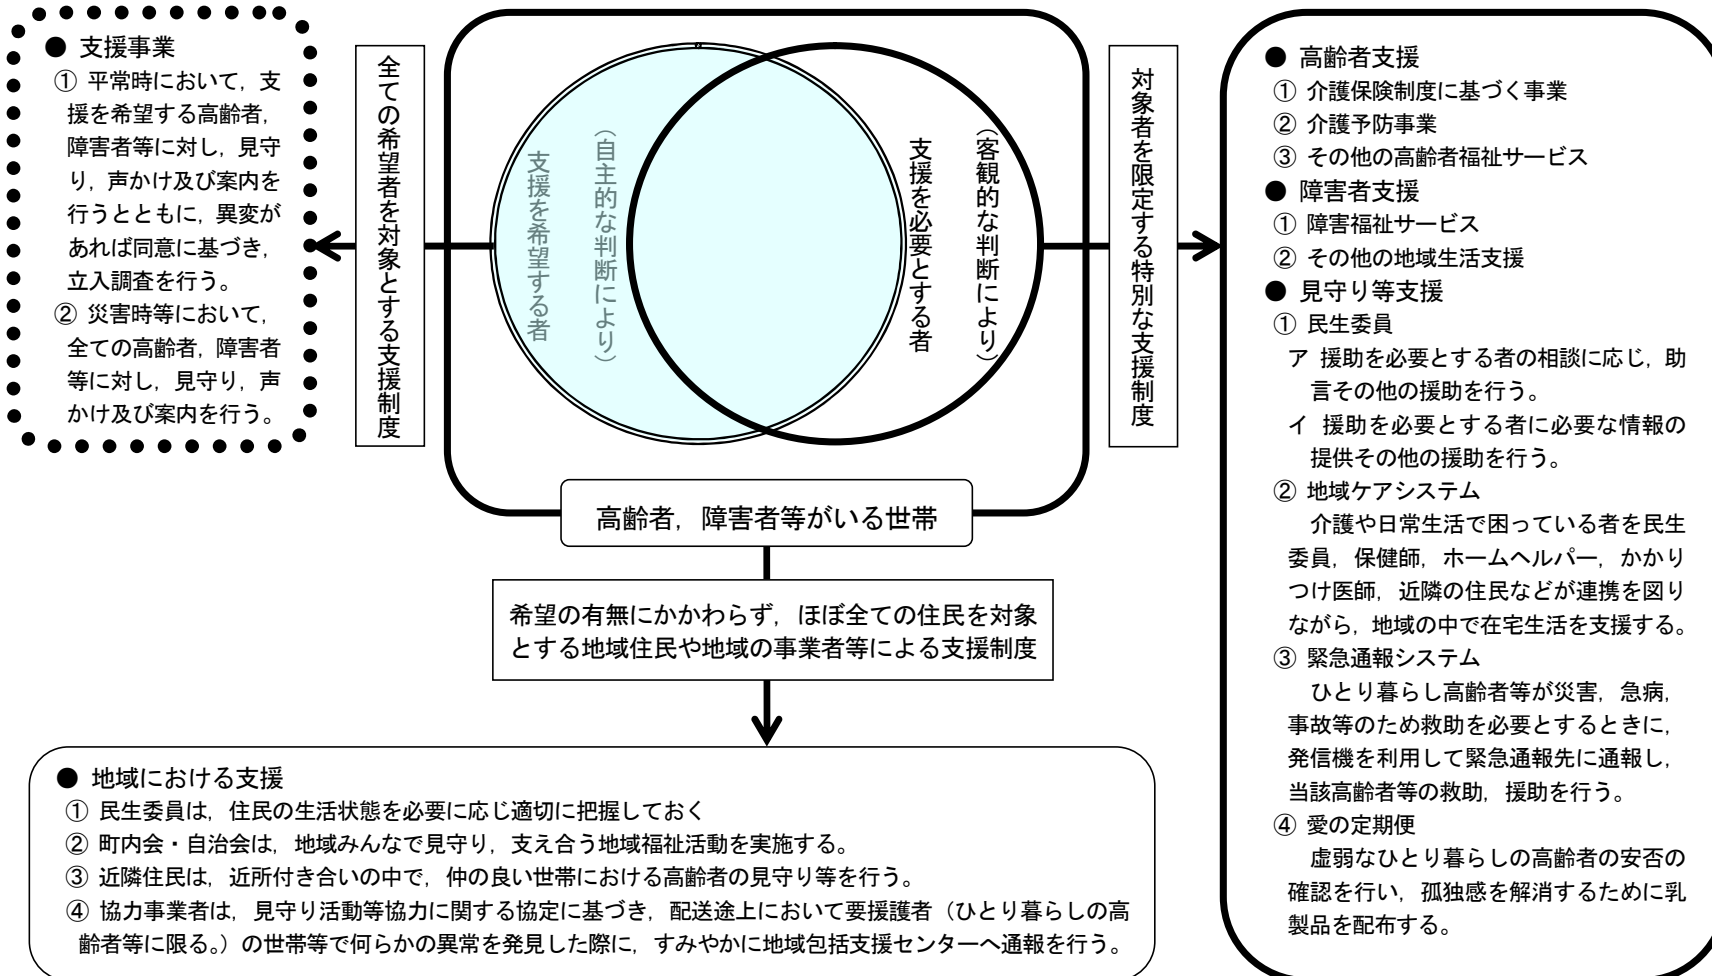 ● 支援事業
① 平常時において，支
援を希望する高齢者，
障害者等に対し，見守
り，声かけ及び案内を
行うとともに，異変が
あれば同意に基づき，
立入調査を行う。
② 災害時等において，
全ての高齢者，障害者
等に対し，見守り，声
かけ及び案内を行う。
全ての希望者を対象とする支援制度
（自主的な判断により）
支援を希望する者
（客観的な判断により）
支援を必要とする者
対象者を限定する特別な支援制度
高齢者，障害者等がいる世帯
希望の有無にかかわらず，ほぼ全ての住民を対象
とする地域住民や地域の事業者等による支援制度
● 地域における支援
① 民生委員は，住民の生活状態を必要に応じ適切に把握しておく
② 町内会・自治会は，地域みんなで見守り，支え合う地域福祉活動を実施する。
③ 近隣住民は，近所付き合いの中で，仲の良い世帯における高齢者の見守り等を行う。
④ 協力事業者は，見守り活動等協力に関する協定に基づき，配送途上において要援護者（ひとり暮らしの高
齢者等に限る。）の世帯等で何らかの異常を発見した際に，すみやかに地域包括支援センターへ通報を行う。
● 高齢者支援
① 介護保険制度に基づく事業
② 介護予防事業
③ その他の高齢者福祉サービス
● 障害者支援
① 障害福祉サービス
② その他の地域生活支援
● 見守り等支援
① 民生委員
ア 援助を必要とする者の相談に応じ，助
言その他の援助を行う。
イ 援助を必要とする者に必要な情報の
提供その他の援助を行う。
② 地域ケアシステム
介護や日常生活で困っている者を民生
委員，保健師，ホームヘルパー，かかり
つけ医師，近隣の住民などが連携を図り
ながら，地域の中で在宅生活を支援する。
③ 緊急通報システム
ひとり暮らし高齢者等が災害，急病，
事故等のため救助を必要とするときに，
発信機を利用して緊急通報先に通報し，
当該高齢者等の救助，援助を行う。
④ 愛の定期便
虚弱なひとり暮らしの高齢者の安否の
確認を行い，孤独感を解消するために乳
製品を配布する。